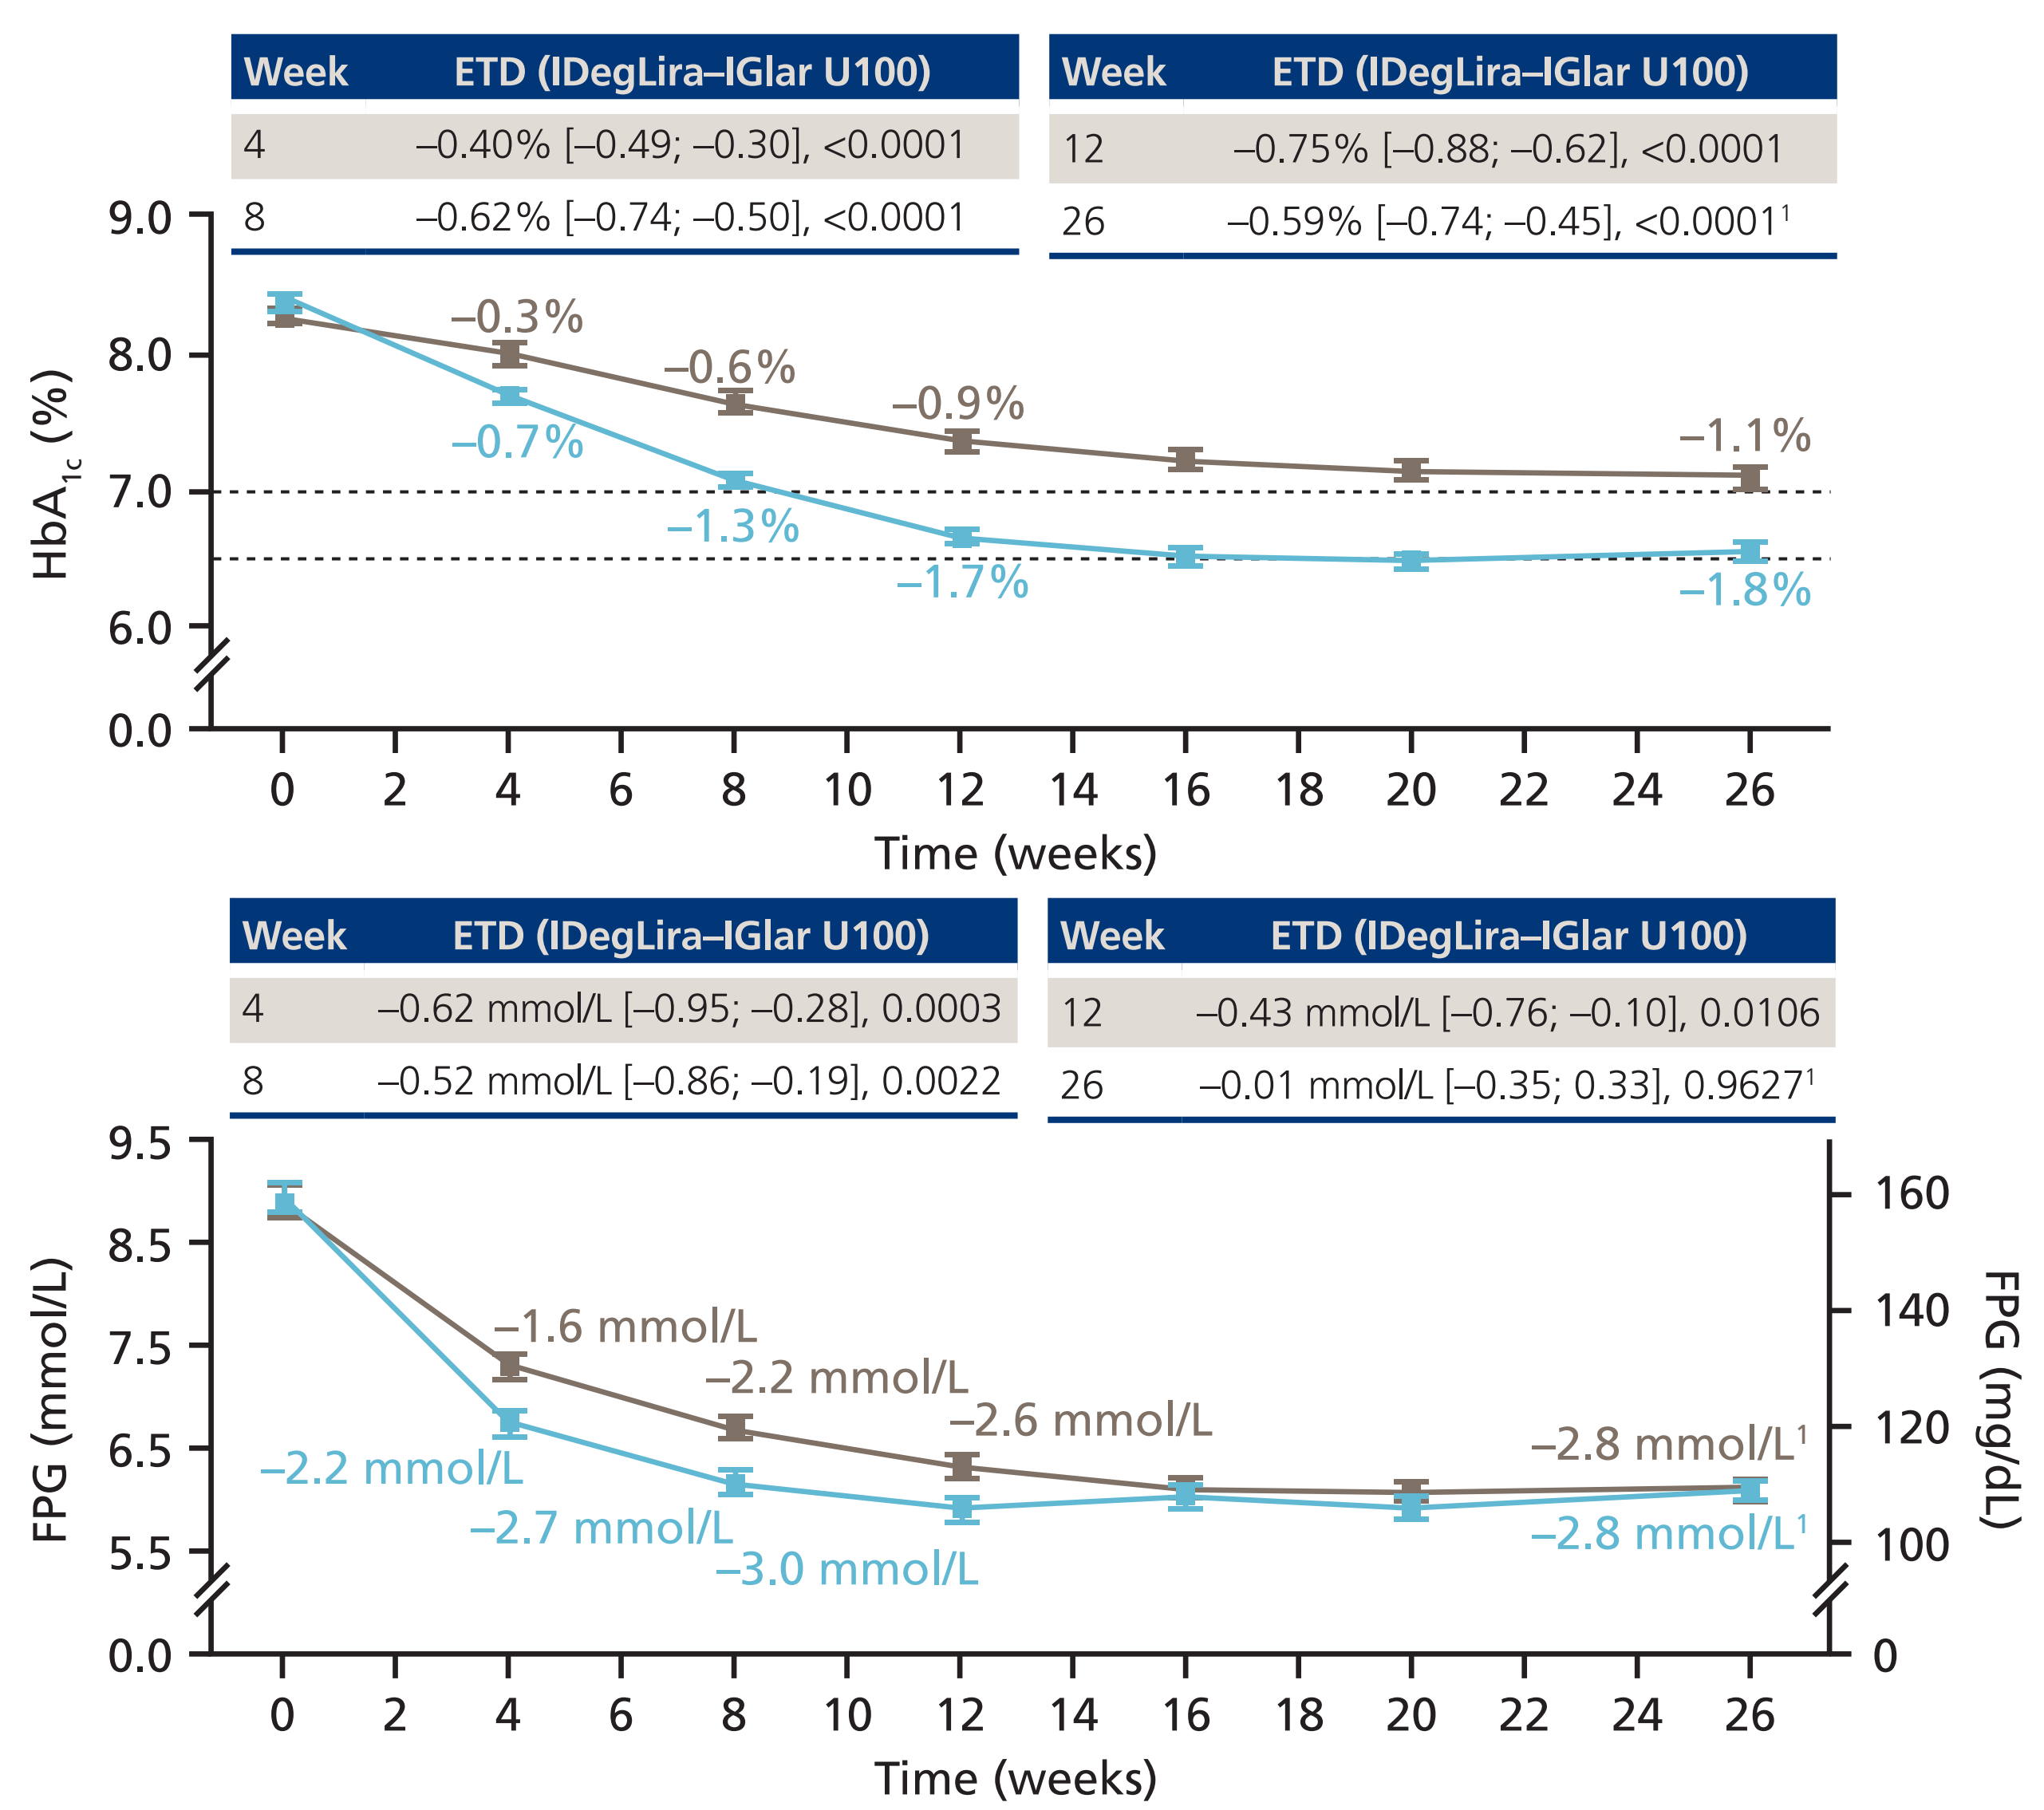 Week ETD (IDegLira–IGlar U100)
4 –0.40% [–0.49; –0.30], <0.0001
8 –0.62% [–0.74; –0.50], <0.0001
Week ETD (IDegLira–IGlar U100)
12 –0.75% [–0.88; –0.62], <0.0001
26 –0.59% [–0.74; –0.45], <0.0001¹
HbA₁c (%)
9.0
8.0
7.0
6.0
0.0
–0.3%
–0.6%
–0.9%
–1.1%
–0.7%
–1.3%
–1.7%
–1.8%
0 2 4 6 8 10 12 14 16 18 20 22 24 26
Time (weeks)
Week ETD (IDegLira–IGlar U100)
4 –0.62 mmol/L [–0.95; –0.28], 0.0003
8 –0.52 mmol/L [–0.86; –0.19], 0.0022
Week ETD (IDegLira–IGlar U100)
12 –0.43 mmol/L [–0.76; –0.10], 0.0106
26 –0.01 mmol/L [–0.35; 0.33], 0.9627¹
FPG (mmol/L)
9.5
8.5
7.5
6.5
5.5
0.0
–1.6 mmol/L
–2.2 mmol/L
–2.6 mmol/L
–2.8 mmol/L¹
–2.2 mmol/L
–2.7 mmol/L
–3.0 mmol/L
–2.8 mmol/L¹
160
140
120
100
0
FPG (mg/dL)
0 2 4 6 8 10 12 14 16 18 20 22 24 26
Time (weeks)